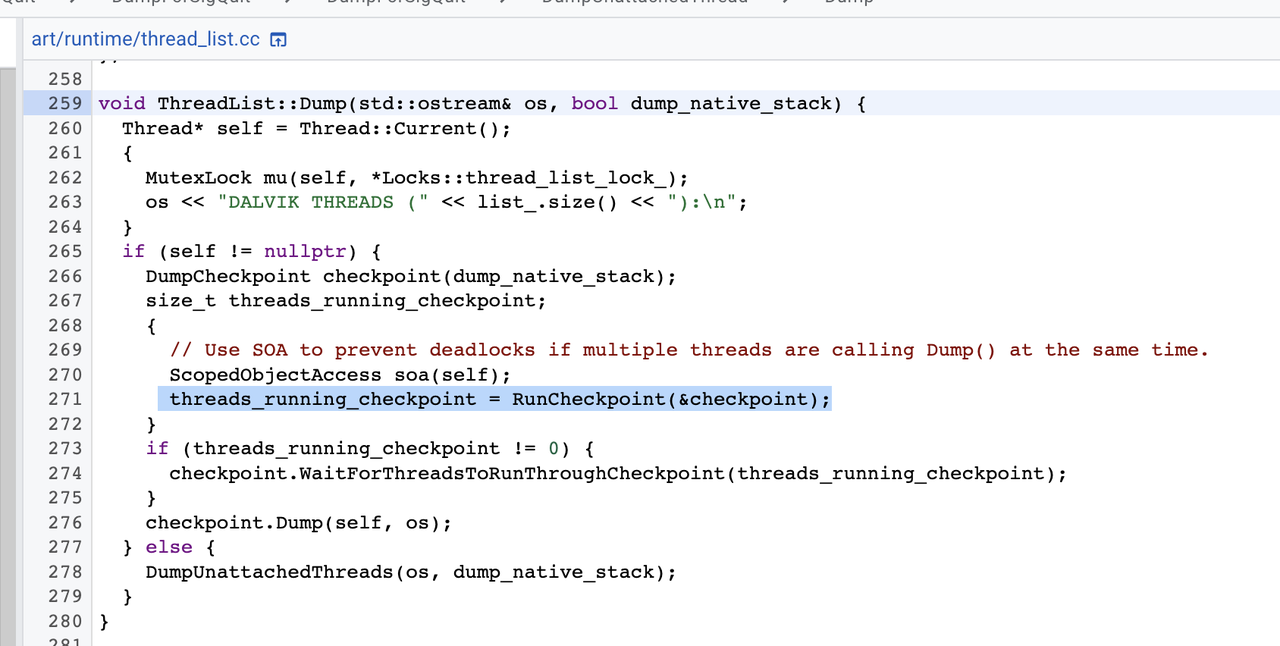 art/runtime/thread_list.cc
258
259 void ThreadList::Dump(std::ostream& os, bool dump_native_stack) {
260   Thread* self = Thread::Current();
261   {
262     MutexLock mu(self, *Locks::thread_list_lock_);
263     os << "DALVIK THREADS (" << list_.size() << "):\n";
264   }
265   if (self != nullptr) {
266     DumpCheckpoint checkpoint(dump_native_stack);
267     size_t threads_running_checkpoint;
268     {
269       // Use SOA to prevent deadlocks if multiple threads are calling Dump() at the same time.
270       ScopedObjectAccess soa(self);
271       threads_running_checkpoint = RunCheckpoint(&checkpoint);
272     }
273     if (threads_running_checkpoint != 0) {
274       checkpoint.WaitForThreadsToRunThroughCheckpoint(threads_running_checkpoint);
275     }
276     checkpoint.Dump(self, os);
277   } else {
278     DumpUnattachedThreads(os, dump_native_stack);
279   }
280 }
281